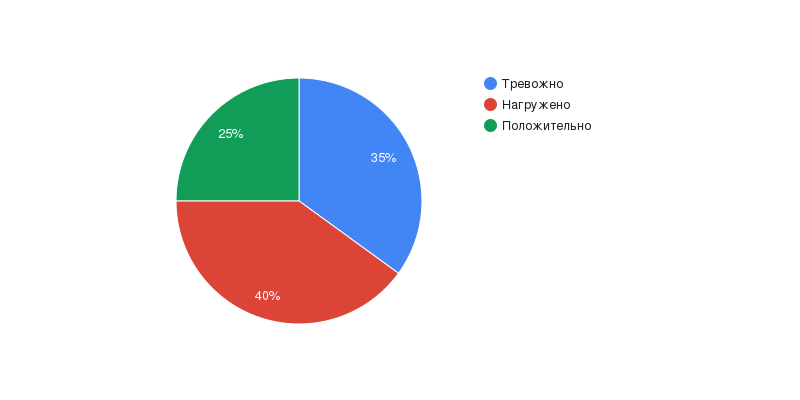 Тревожно
Нагружено
Положительно
25%
35%
40%